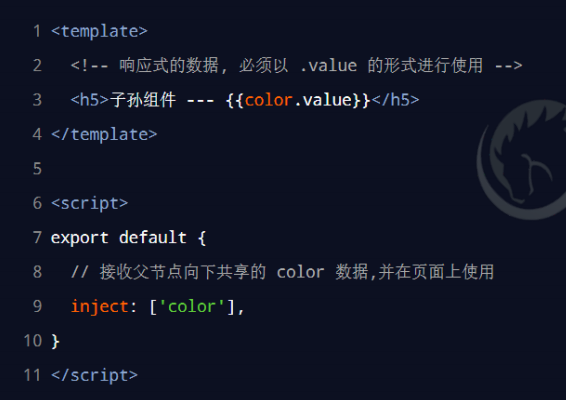 1 <template>
2 <!-- 响应式的数据, 必须以 .value 的形式进行使用 -->
3 <h5>子孙组件 --- {{color.value}}</h5>
4 </template>
5
6 <script>
7 export default {
8 // 接收父节点向下共享的 color 数据,并在页面上使用
9 inject: ['color'],
10 }
11 </script>